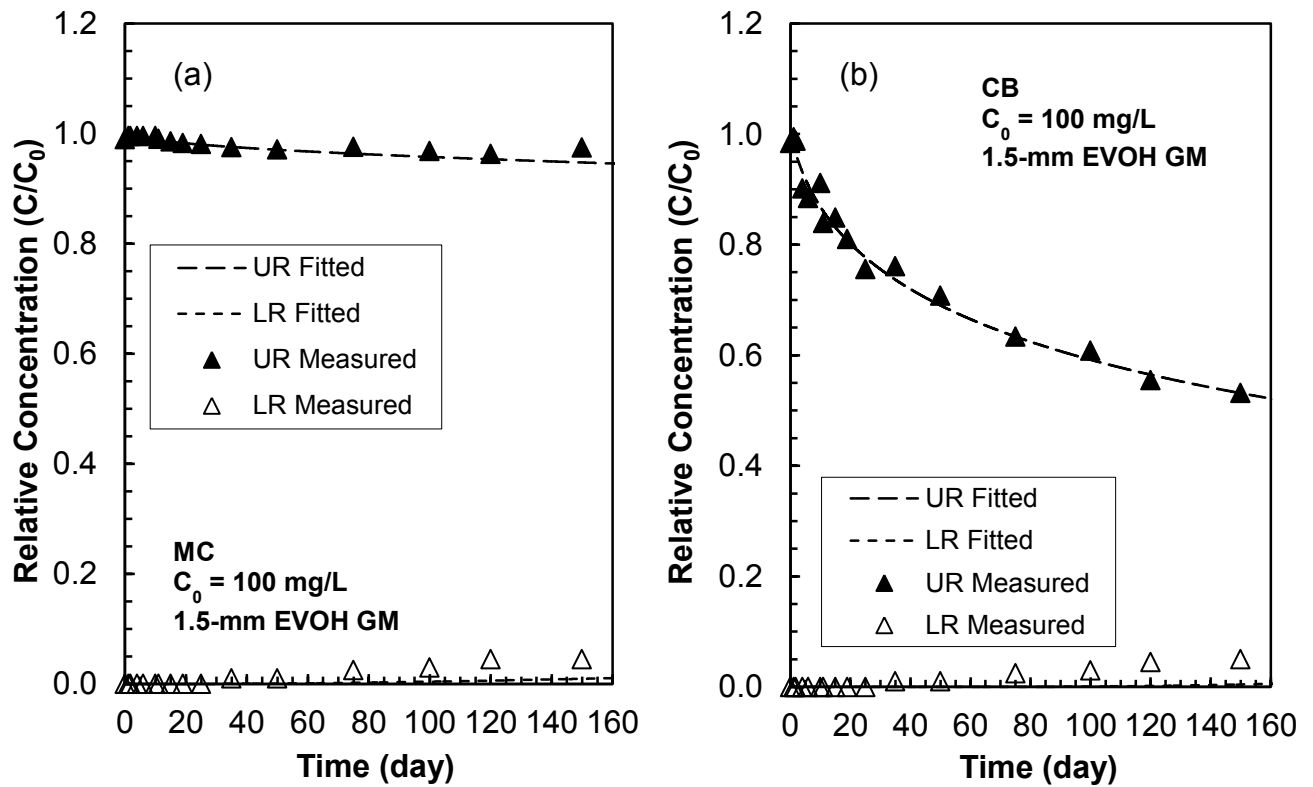 (a)
Relative Concentration (C/C₀)
1.2
1.0
0.8
0.6
0.4
0.2
0.0
UR Fitted
LR Fitted
UR Measured
LR Measured
MC
C₀ = 100 mg/L
1.5-mm EVOH GM
0 20 40 60 80 100 120 140 160
Time (day)
(b)
Relative Concentration (C/C₀)
1.2
1.0
0.8
0.6
0.4
0.2
0.0
CB
C₀ = 100 mg/L
1.5-mm EVOH GM
UR Fitted
LR Fitted
UR Measured
LR Measured
0 20 40 60 80 100 120 140 160
Time (day)